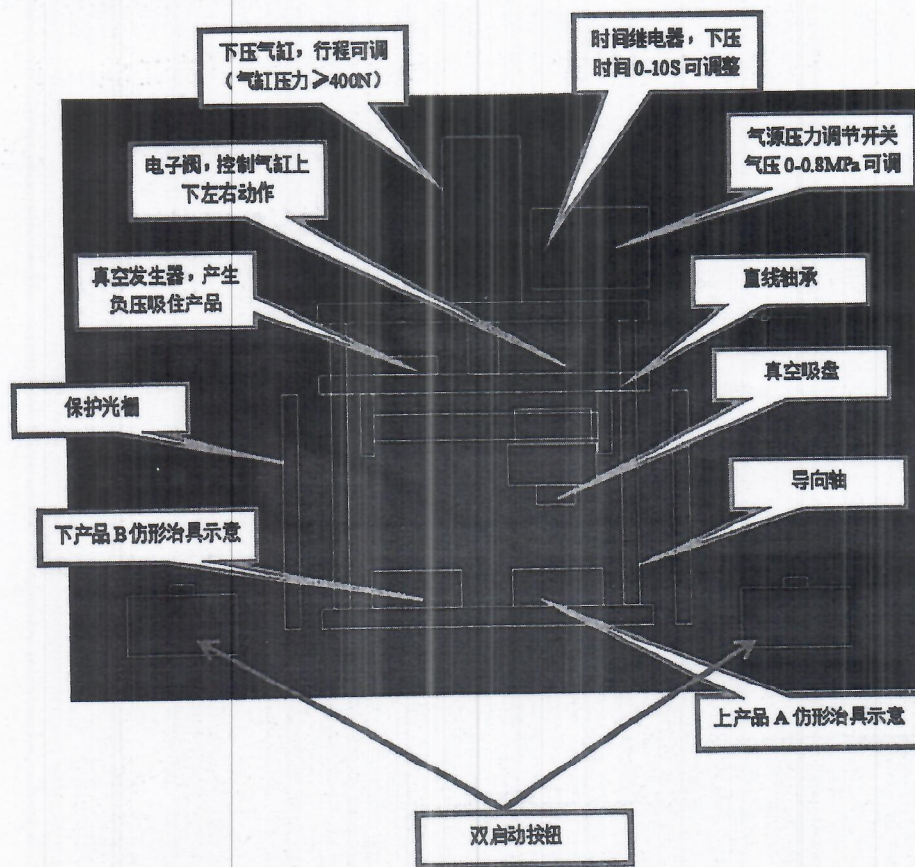 下压气缸，行程可调
（气缸压力≥400N）
时间继电器，下压
时间0-10S可调整
气源压力调节开关
气压0-0.8MPa可调
电子阀，控制气缸上
下左右动作
真空发生器，产生
负压吸住产品
直线轴承
真空吸盘
保护光栅
导向轴
下产品B仿形治具示意
上产品A仿形治具示意
双启动按钮